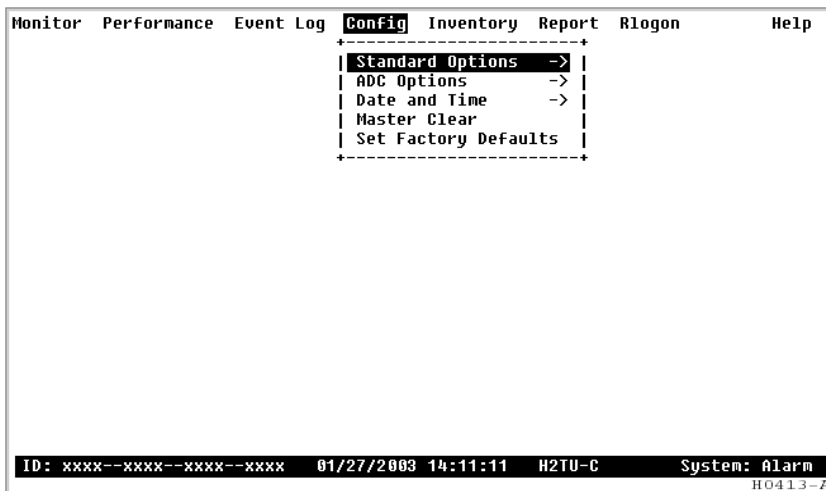 Monitor Performance Event Log Config Inventory Report Rlogon Help
Standard Options ->
ADC Options ->
Date and Time ->
Master Clear
Set Factory Defaults
ID: xxxx--xxxx--xxxx--xxxx 01/27/2003 14:11:11 H2TU-C System: Alarm
H0413-A